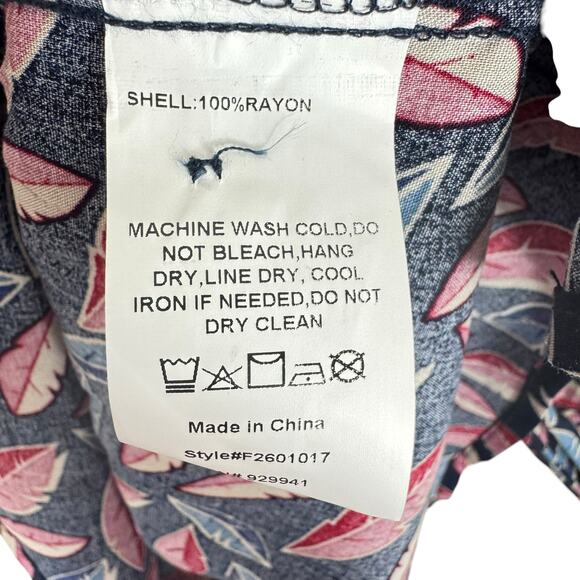 SHELL:100%RAYON
MACHINE WASH COLD,DO
NOT BLEACH,HANG
DRY,LINE DRY, COOL
IRON IF NEEDED,DO NOT
DRY CLEAN
Made in China
Style#F2601017
# 929941